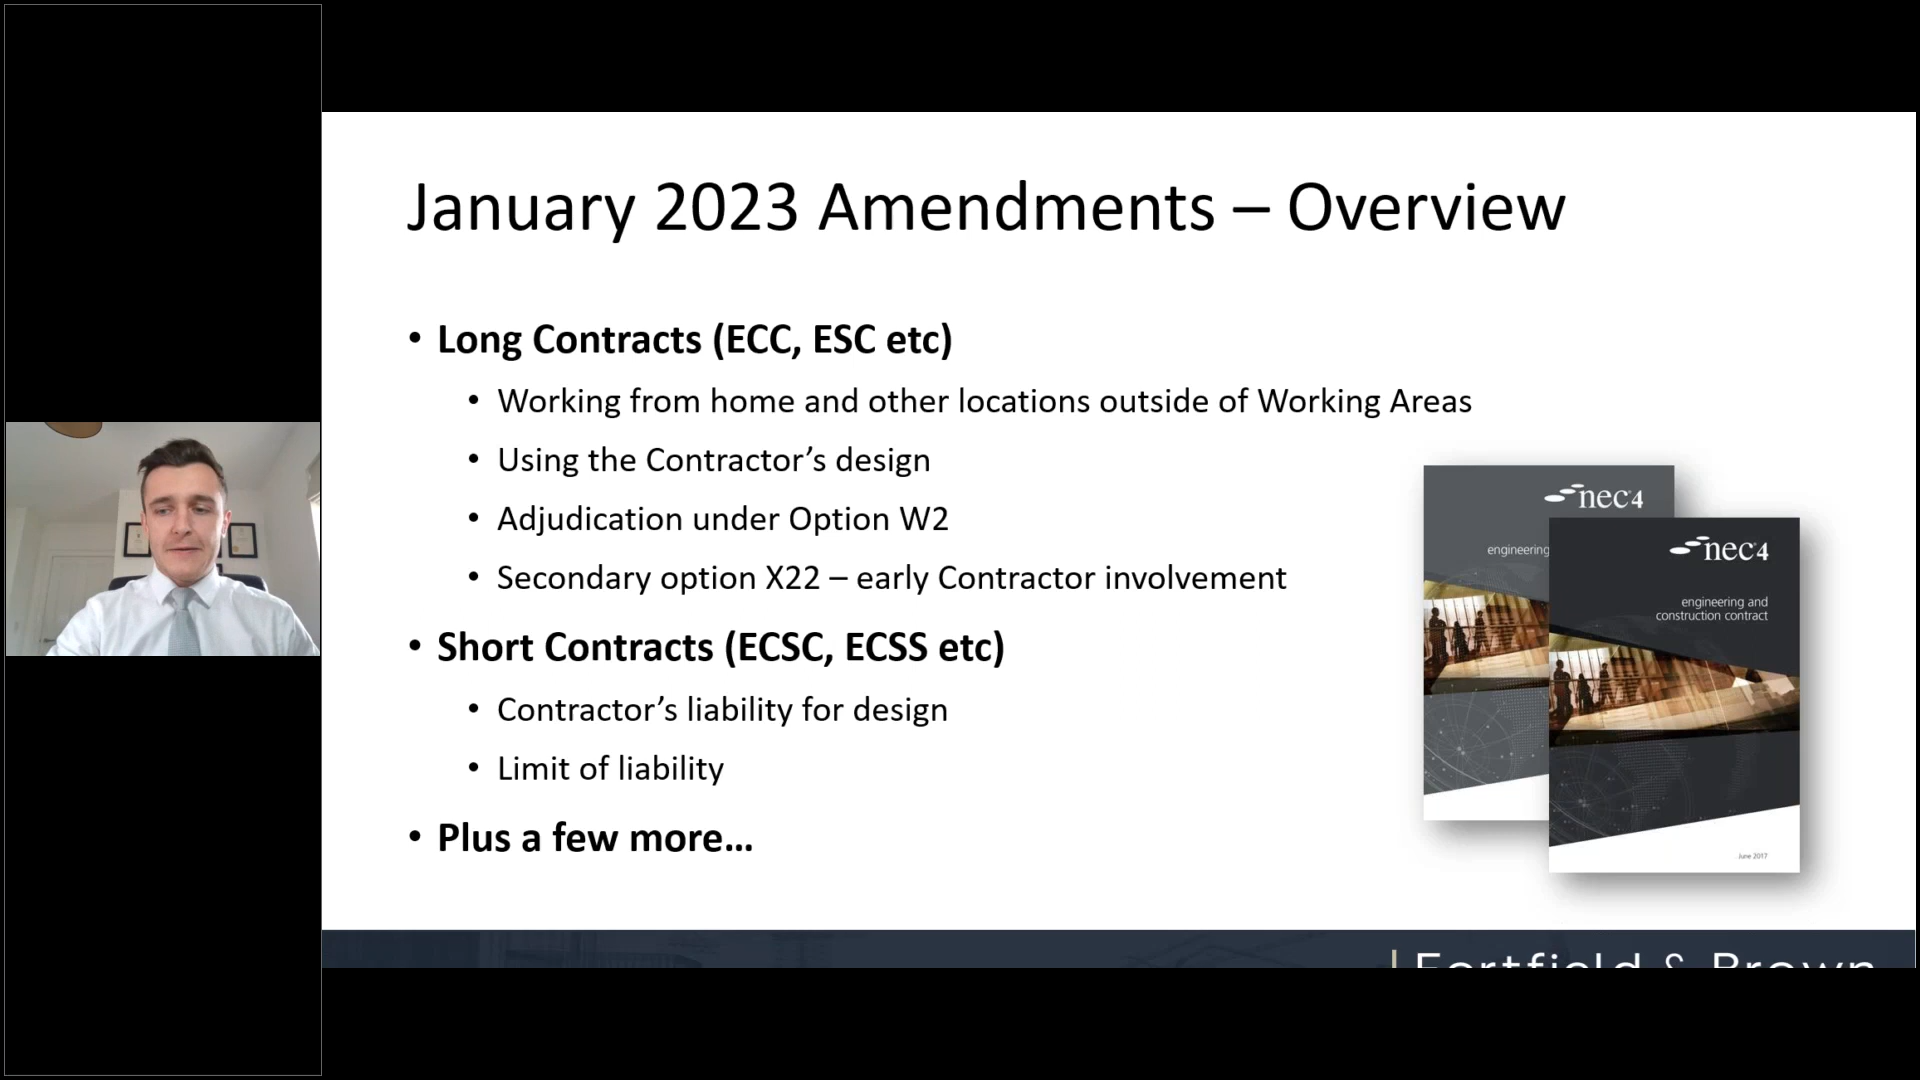 January 2023 Amendments – Overview
• Long Contracts (ECC, ESC etc)
• Working from home and other locations outside of Working Areas
• Using the Contractor’s design
• Adjudication under Option W2
• Secondary option X22 – early Contractor involvement
• Short Contracts (ECSC, ECSS etc)
• Contractor’s liability for design
• Limit of liability
• Plus a few more…
nec4
engineering
nec4
engineering and
construction contract
June 2017
Fortfield & Brown